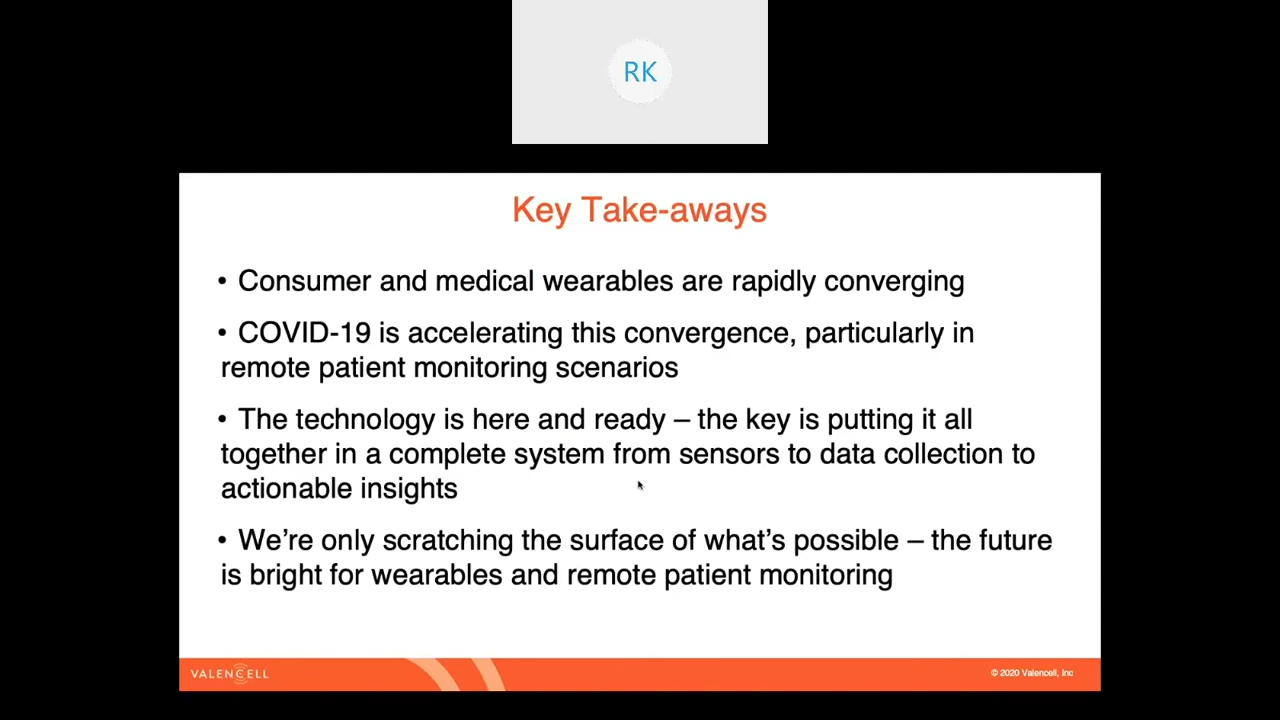 RK
Key Take-aways
• Consumer and medical wearables are rapidly converging
• COVID-19 is accelerating this convergence, particularly in
remote patient monitoring scenarios
• The technology is here and ready – the key is putting it all
together in a complete system from sensors to data collection to
actionable insights
• We’re only scratching the surface of what’s possible – the future
is bright for wearables and remote patient monitoring
VALENCELL
© 2020 Valencell, Inc